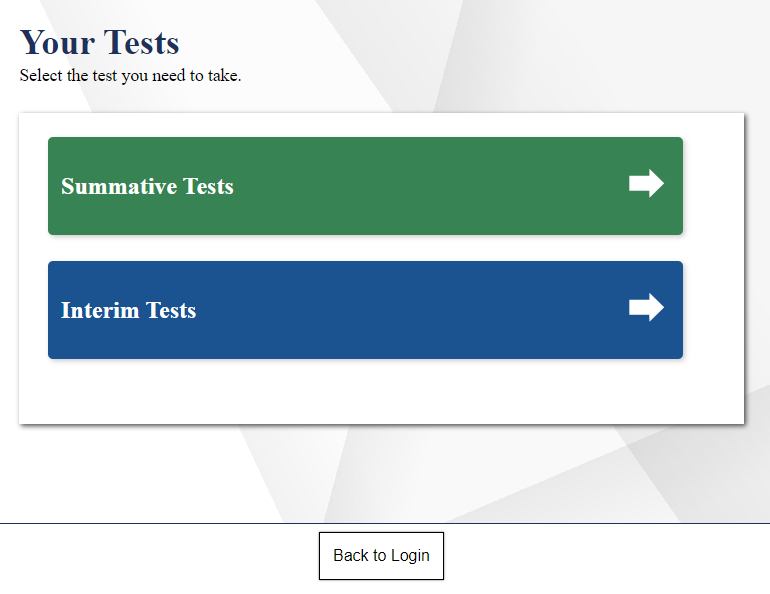 Your Tests
Select the test you need to take.
Summative Tests
Interim Tests
Back to Login